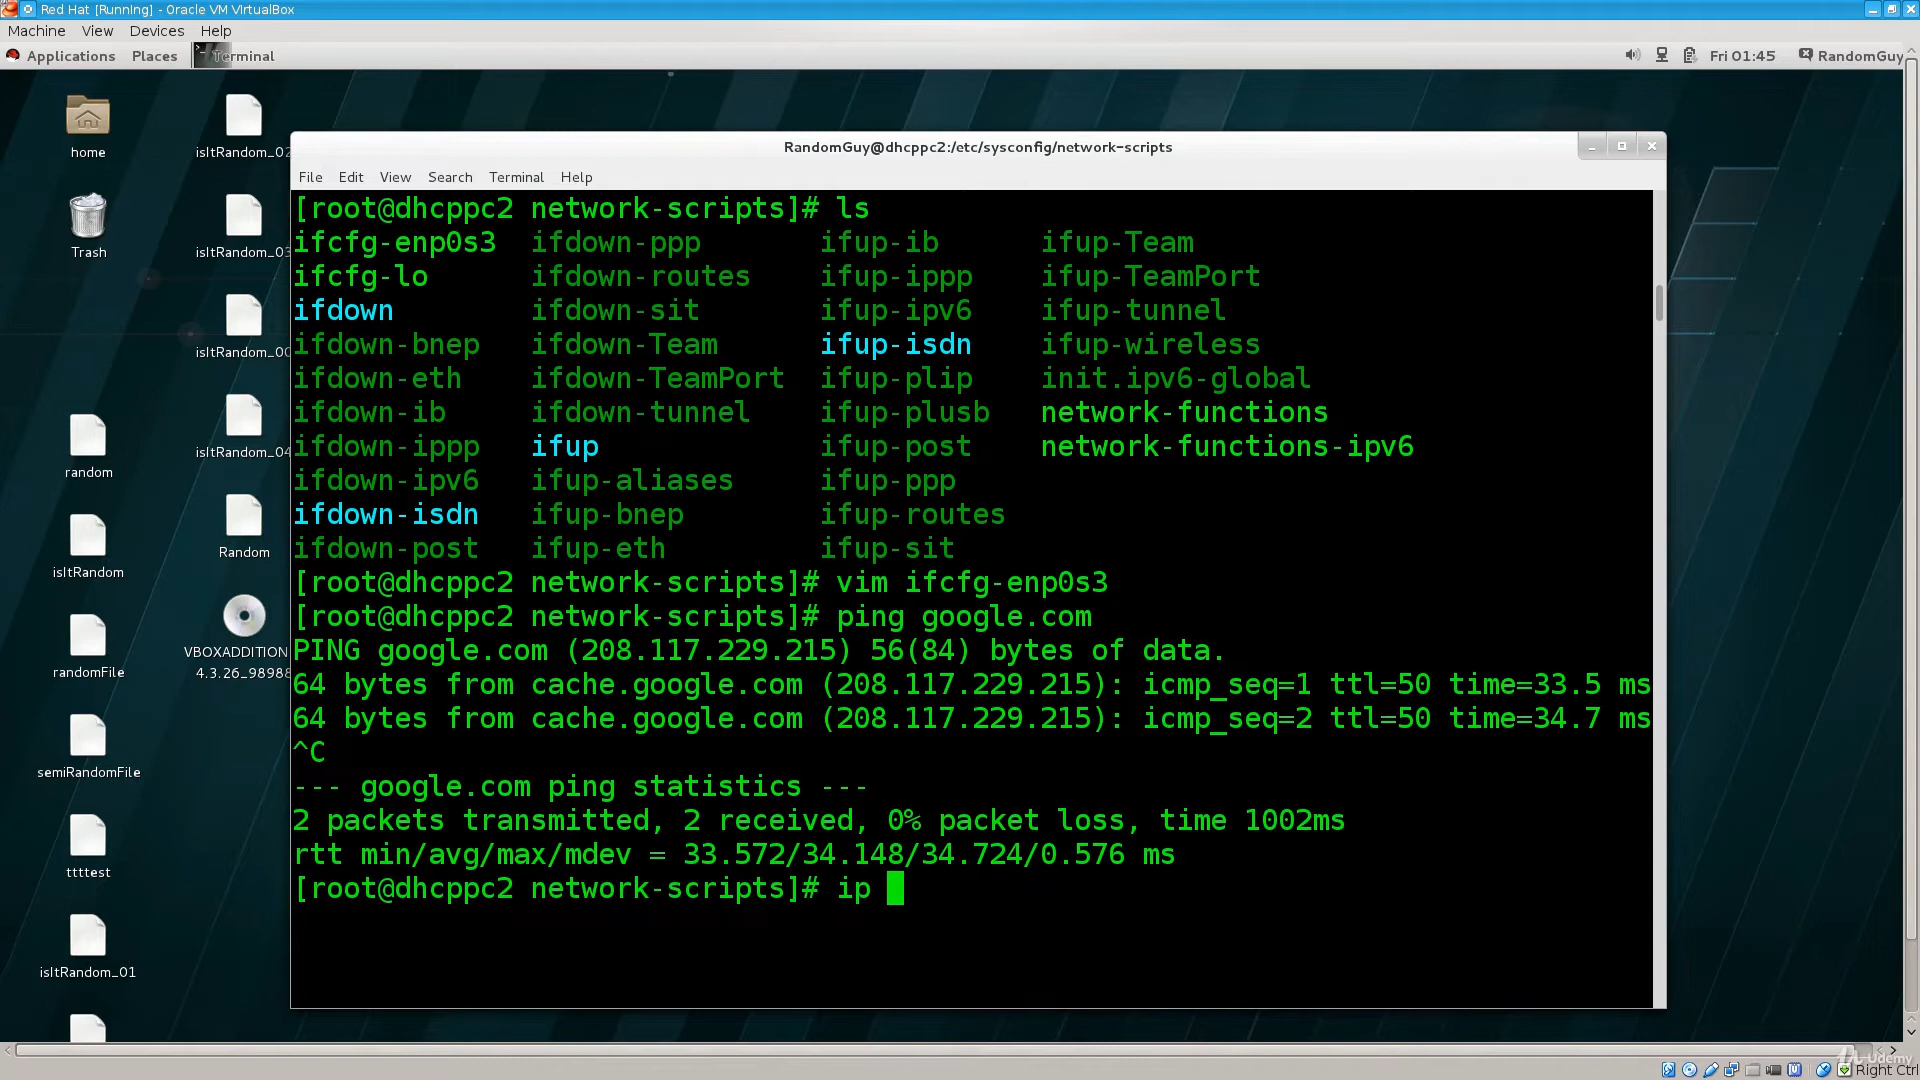 Red Hat [Running] - Oracle VM VirtualBox
Machine View Devices Help
Applications Places Terminal Fri 01:45 RandomGuy
home
Trash
random
isItRandom
randomFile
semiRandomFile
ttttest
isItRandom_01
isItRandom_02
isItRandom_03
isItRandom_00
isItRandom_04
Random
VBOXADDITION
4.3.26_98988
RandomGuy@dhcppc2:/etc/sysconfig/network-scripts
File Edit View Search Terminal Help
[root@dhcppc2 network-scripts]# ls
ifcfg-enp0s3 ifdown-ppp ifup-ib ifup-Team
ifcfg-lo ifdown-routes ifup-ippp ifup-TeamPort
ifdown ifdown-sit ifup-ipv6 ifup-tunnel
ifdown-bnep ifdown-Team ifup-isdn ifup-wireless
ifdown-eth ifdown-TeamPort ifup-plip init.ipv6-global
ifdown-ib ifdown-tunnel ifup-plusb network-functions
ifdown-ippp ifup ifup-post network-functions-ipv6
ifdown-ipv6 ifup-aliases ifup-ppp
ifdown-isdn ifup-bnep ifup-routes
ifdown-post ifup-eth ifup-sit
[root@dhcppc2 network-scripts]# vim ifcfg-enp0s3
[root@dhcppc2 network-scripts]# ping google.com
PING google.com (208.117.229.215) 56(84) bytes of data.
64 bytes from cache.google.com (208.117.229.215): icmp_seq=1 ttl=50 time=33.5 ms
64 bytes from cache.google.com (208.117.229.215): icmp_seq=2 ttl=50 time=34.7 ms
^C
--- google.com ping statistics ---
2 packets transmitted, 2 received, 0% packet loss, time 1002ms
rtt min/avg/max/mdev = 33.572/34.148/34.724/0.576 ms
[root@dhcppc2 network-scripts]# ip
Udemy
Right Ctrl